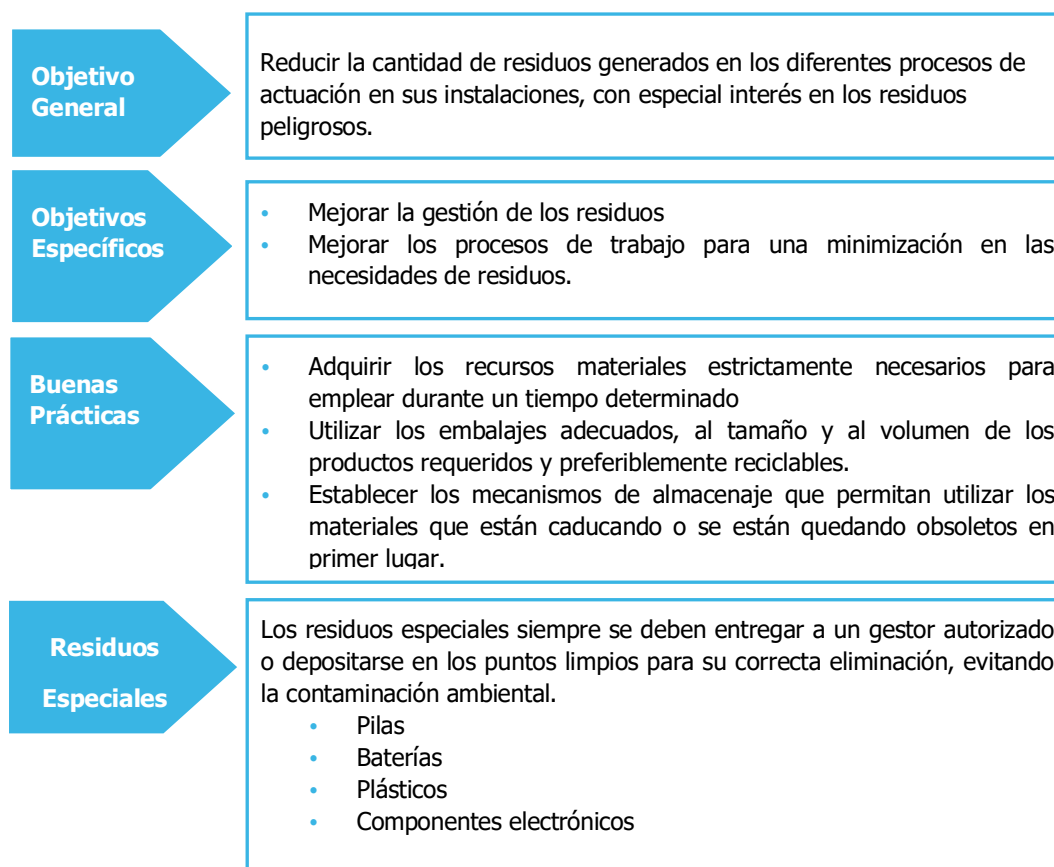 Objetivo
General
Reducir la cantidad de residuos generados en los diferentes procesos de
actuación en sus instalaciones, con especial interés en los residuos
peligrosos.
Objetivos
Específicos
• Mejorar la gestión de los residuos
• Mejorar los procesos de trabajo para una minimización en las
necesidades de residuos.
Buenas
Prácticas
• Adquirir los recursos materiales estrictamente necesarios para
emplear durante un tiempo determinado
• Utilizar los embalajes adecuados, al tamaño y al volumen de los
productos requeridos y preferiblemente reciclables.
• Establecer los mecanismos de almacenaje que permitan utilizar los
materiales que están caducando o se están quedando obsoletos en
primer lugar.
Residuos
Especiales
Los residuos especiales siempre se deben entregar a un gestor autorizado
o depositarse en los puntos limpios para su correcta eliminación, evitando
la contaminación ambiental.
• Pilas
• Baterías
• Plásticos
• Componentes electrónicos